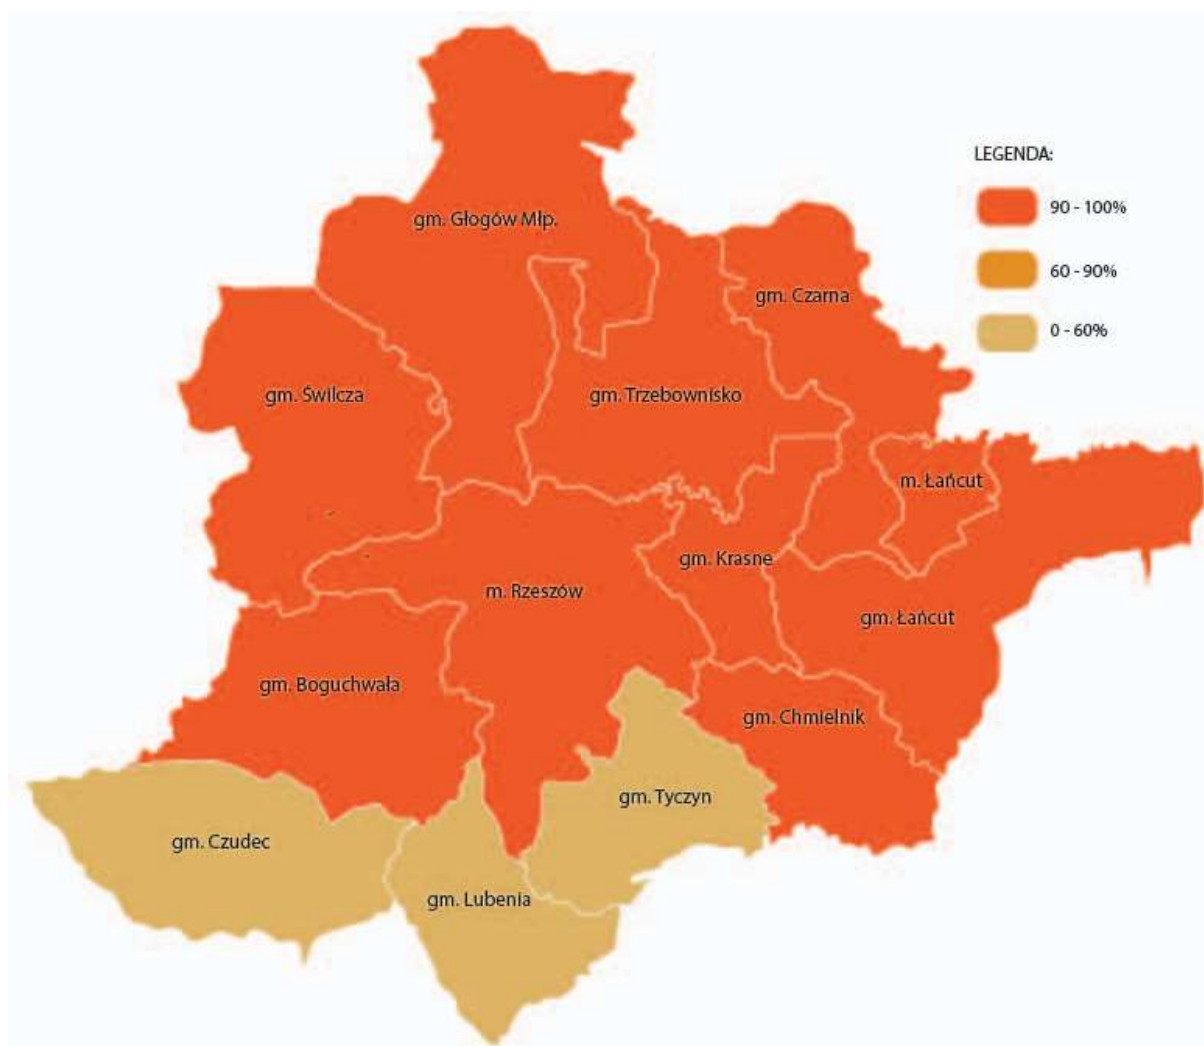 LEGENDA:
90 - 100%
60 - 90%
0 - 60%
gm. Głogów Młp.
gm. Czarna
gm. Świlcza
gm. Trzebownisko
m. Łańcut
gm. Krasne
m. Rzeszów
gm. Łańcut
gm. Boguchwała
gm. Chmielnik
gm. Tyczyn
gm. Czudec
gm. Lubenia